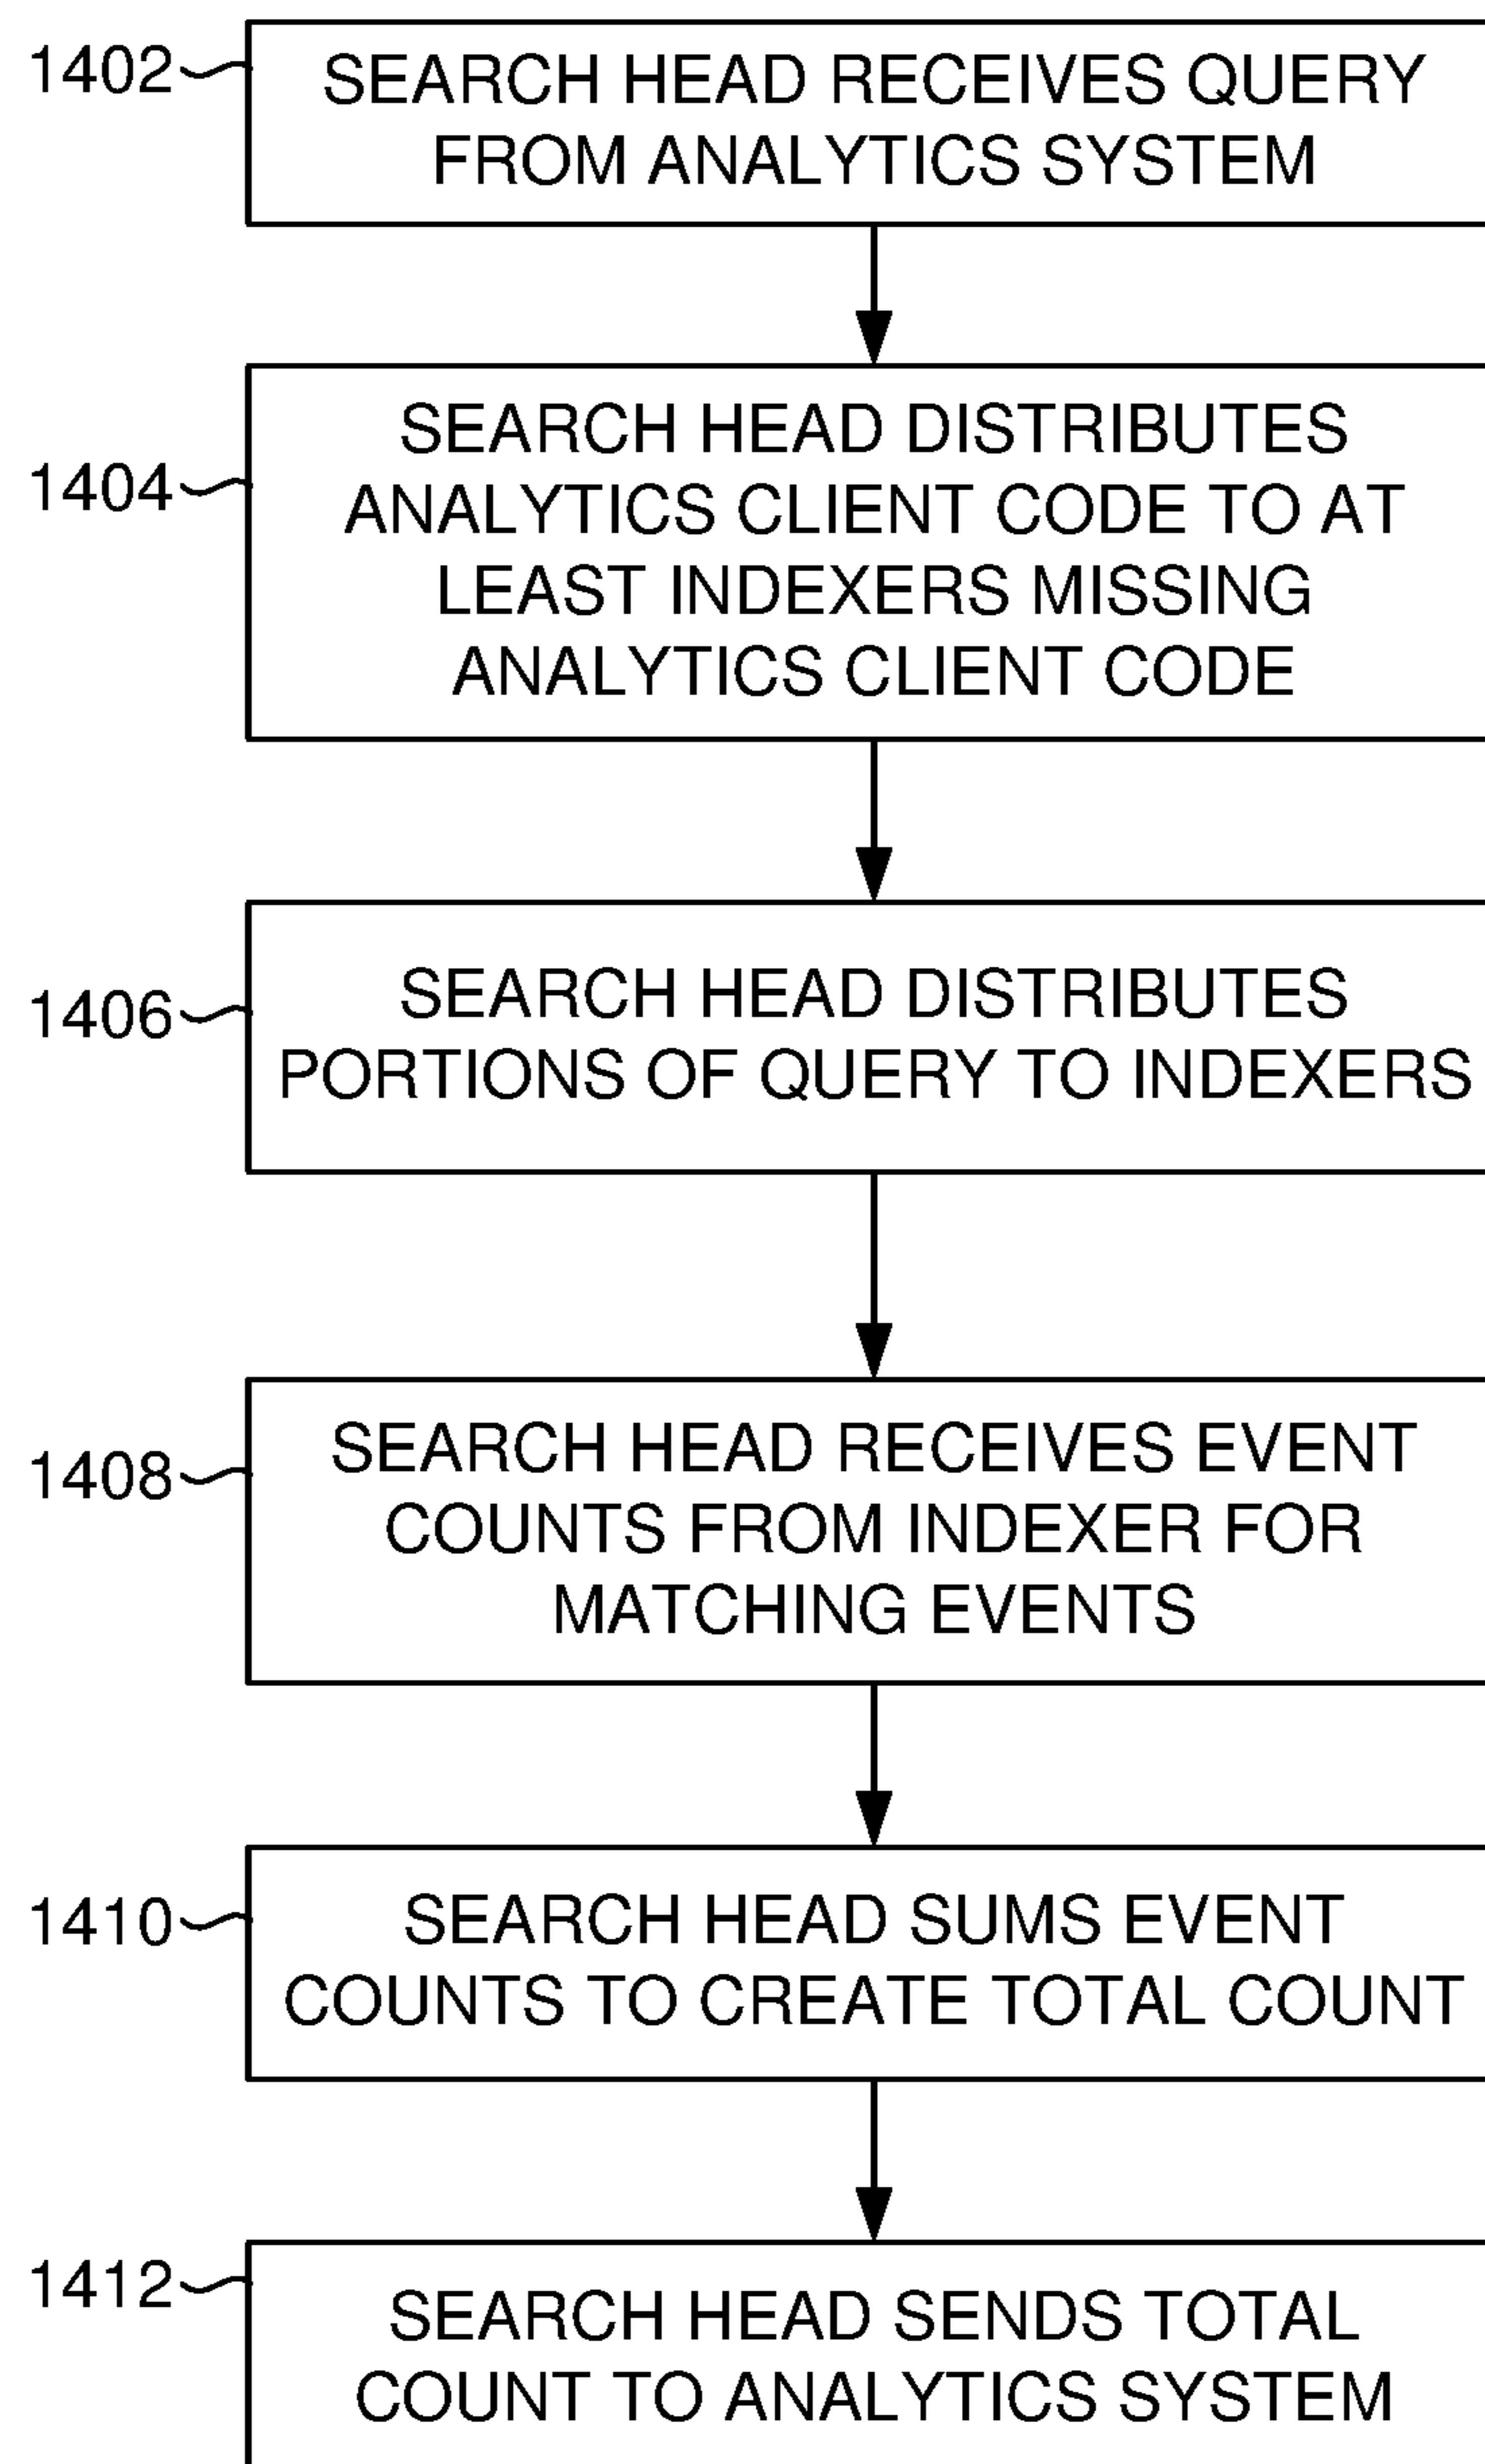 1402
SEARCH HEAD RECEIVES QUERY
FROM ANALYTICS SYSTEM
1404
SEARCH HEAD DISTRIBUTES
ANALYTICS CLIENT CODE TO AT
LEAST INDEXERS MISSING
ANALYTICS CLIENT CODE
1406
SEARCH HEAD DISTRIBUTES
PORTIONS OF QUERY TO INDEXERS
1408
SEARCH HEAD RECEIVES EVENT
COUNTS FROM INDEXER FOR
MATCHING EVENTS
1410
SEARCH HEAD SUMS EVENT
COUNTS TO CREATE TOTAL COUNT
1412
SEARCH HEAD SENDS TOTAL
COUNT TO ANALYTICS SYSTEM